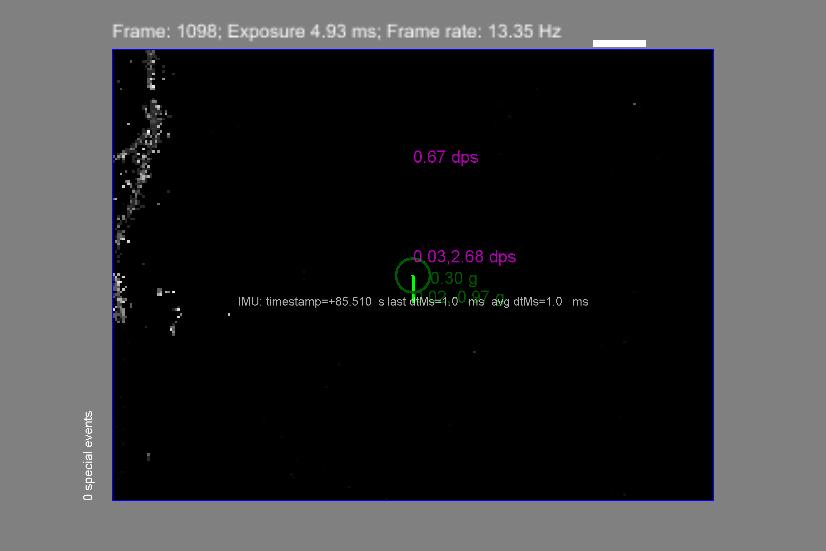 Frame: 1098; Exposure 4.93 ms; Frame rate: 13.35 Hz
0.67 dps
0.03,2.68 dps
0.30 g
0.97 g
IMU: timestamp=+85.510 s last dtMs=1.0 ms avg dtMs=1.0 ms
0 special events